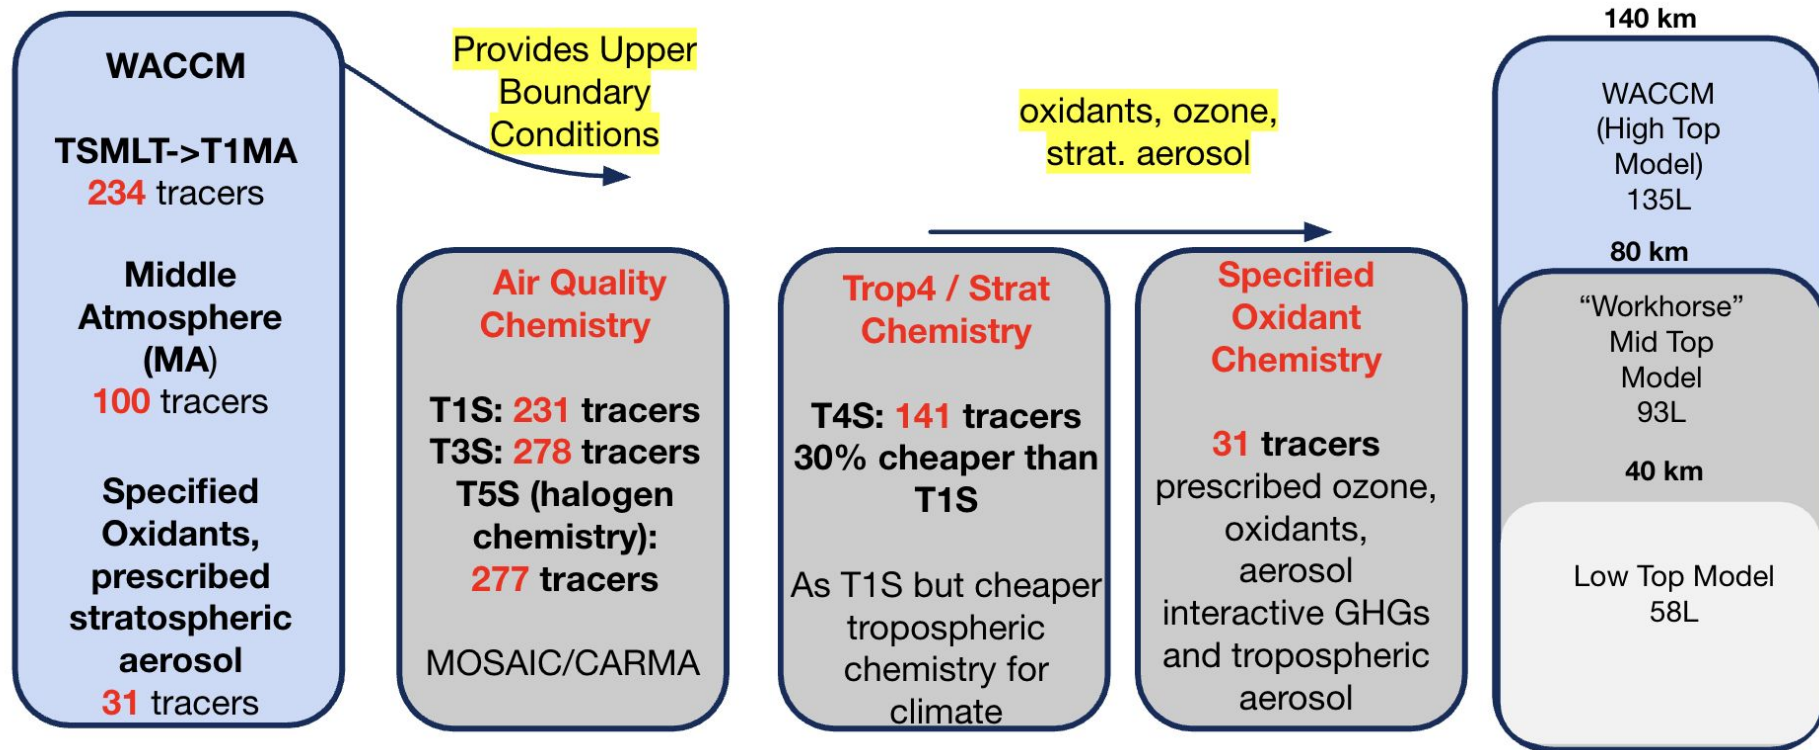 WACCM
TSMLT->T1MA
234 tracers
Middle
Atmosphere
(MA)
100 tracers
Specified
Oxidants,
prescribed
stratospheric
aerosol
31 tracers
Provides Upper
Boundary
Conditions
Air Quality
Chemistry
T1S: 231 tracers
T3S: 278 tracers
T5S (halogen
chemistry):
277 tracers
MOSAIC/CARMA
oxidants, ozone,
strat. aerosol
Trop4 / Strat
Chemistry
T4S: 141 tracers
30% cheaper than
T1S
As T1S but cheaper
tropospheric
chemistry for
climate
Specified
Oxidant
Chemistry
31 tracers
prescribed ozone,
oxidants,
aerosol
interactive GHGs
and tropospheric
aerosol
140 km
WACCM
(High Top
Model)
135L
80 km
“Workhorse”
Mid Top
Model
93L
40 km
Low Top Model
58L